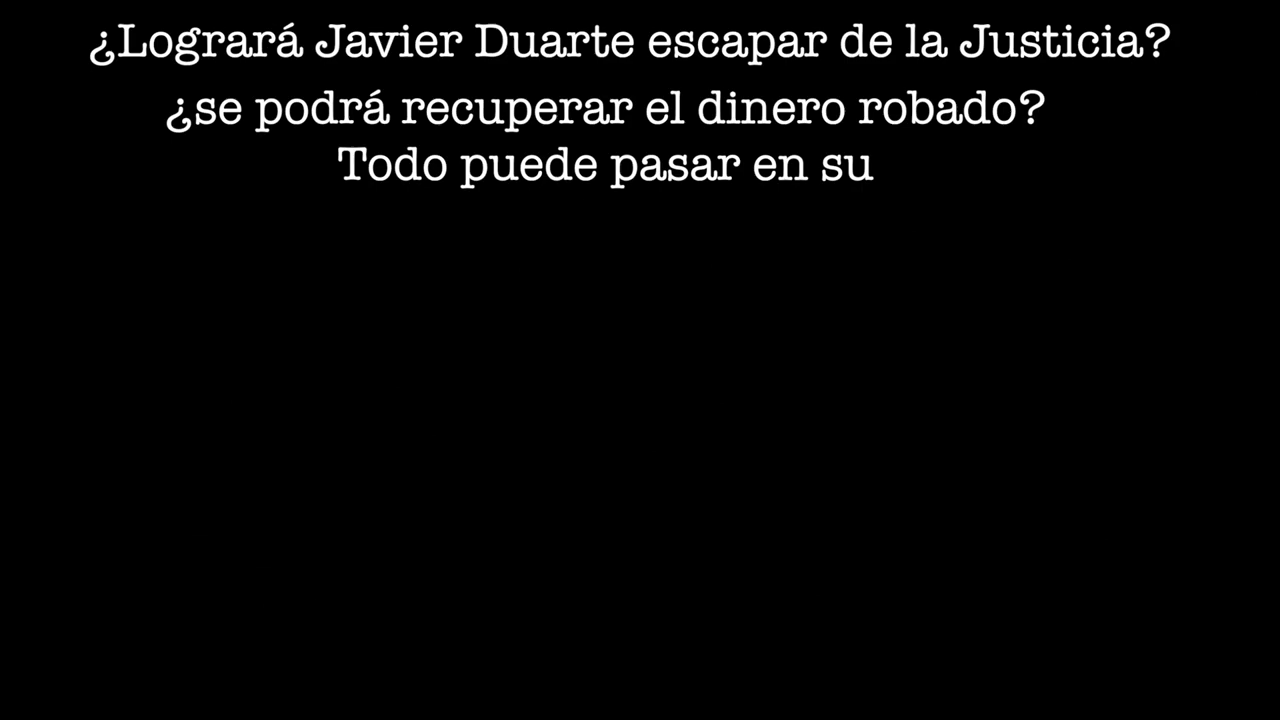 ¿Logrará Javier Duarte escapar de la Justicia?
¿se podrá recuperar el dinero robado?
Todo puede pasar en su